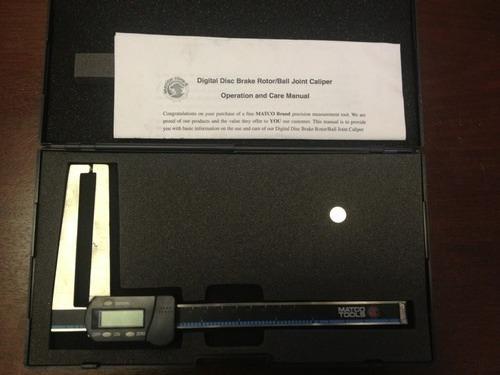 Digital Disc Brake Rotor/Ball Joint Caliper
Operation and Care Manual
Congratulations on your purchase of a fine MATCO Brand precision measurement tool. We are
proud of our products and the value they offer to YOU our customer. This manual is to provide
you with basic information on the use and care of our Digital Disc Brake Rotor/Ball Joint Caliper
MATCO
TOOLS